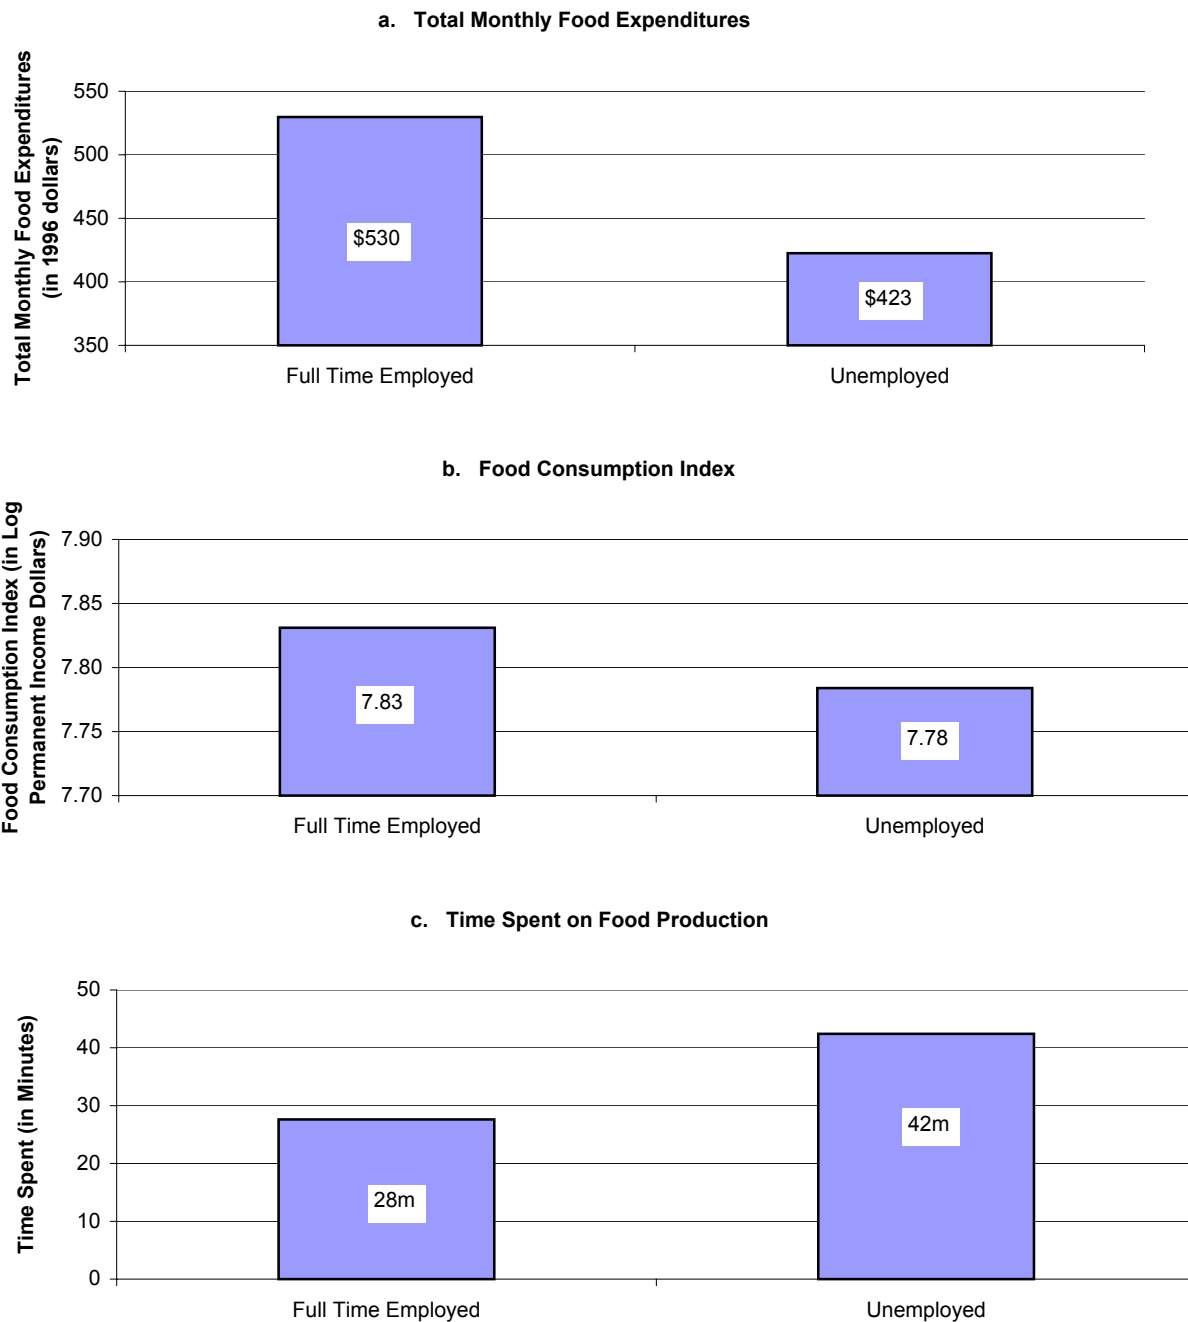 a. Total Monthly Food Expenditures
Total Monthly Food Expenditures
(in 1996 dollars)
550
500
450
400
350
$530
$423
Full Time Employed
Unemployed
b. Food Consumption Index
Food Consumption Index (in Log
Permanent Income Dollars)
7.90
7.85
7.80
7.75
7.70
7.83
7.78
Full Time Employed
Unemployed
c. Time Spent on Food Production
Time Spent (in Minutes)
50
40
30
20
10
0
28m
42m
Full Time Employed
Unemployed